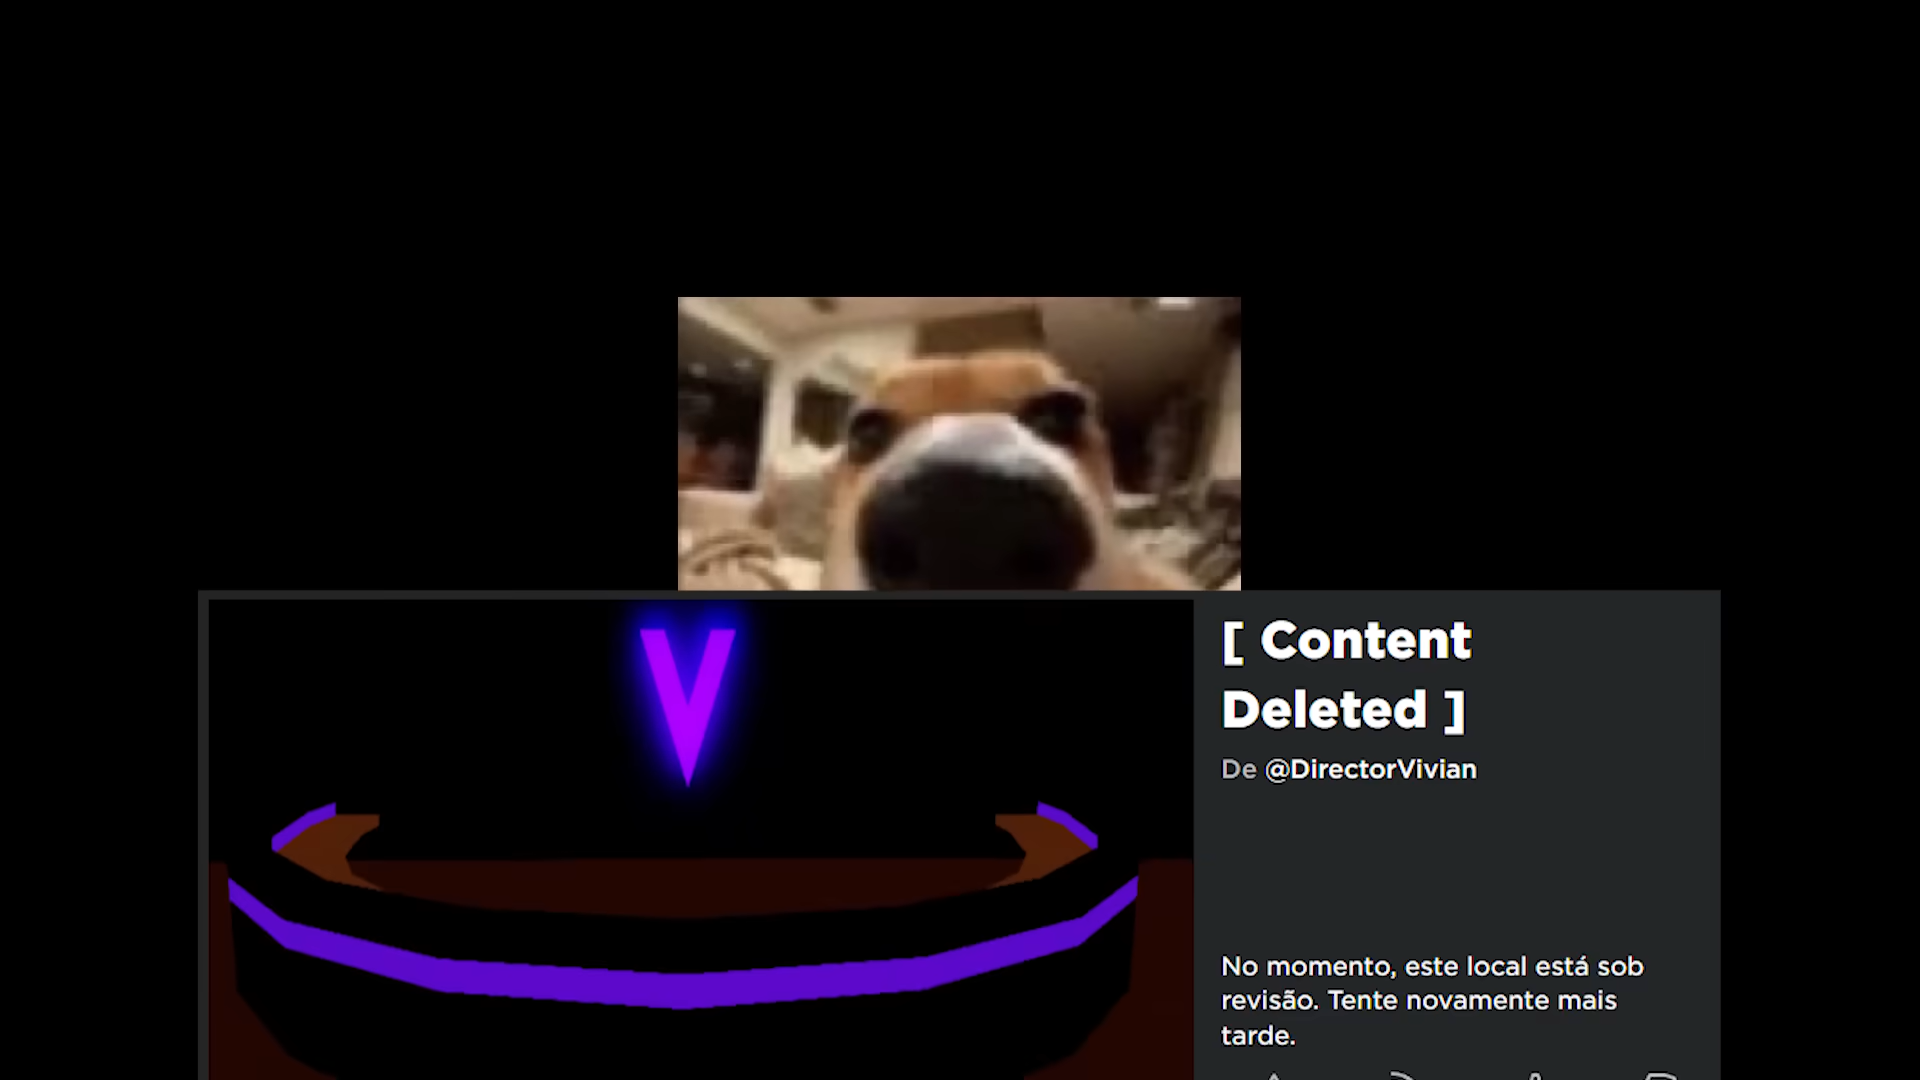 V
[ Content
Deleted ]
De @DirectorVivian
No momento, este local está sob
revisão. Tente novamente mais
tarde.